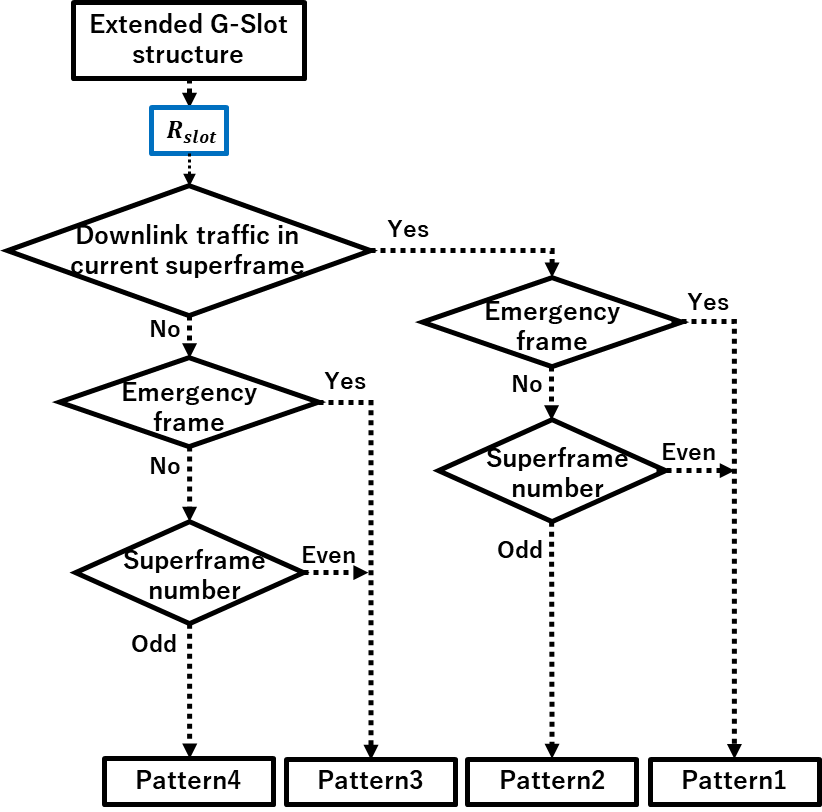 Extended G-Slot
structure
R_slot
Downlink traffic in
current superframe
Yes
No
Emergency
frame
Yes
No
Superframe
number
Even
Odd
Emergency
frame
Yes
No
Superframe
number
Even
Odd
Pattern4
Pattern3
Pattern2
Pattern1